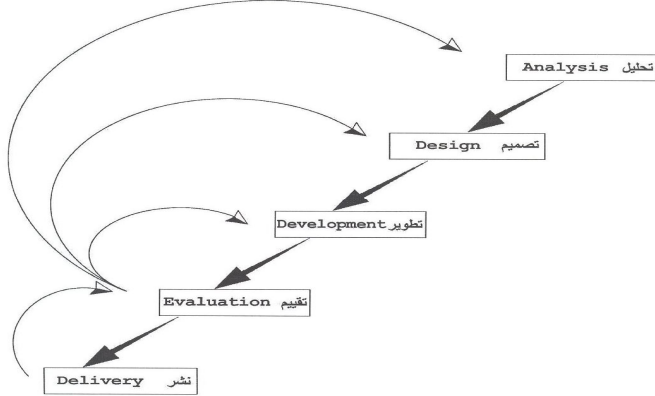 Analysis تحليل
Design تصميم
Development تطوير
Evaluation تقييم
Delivery نشر